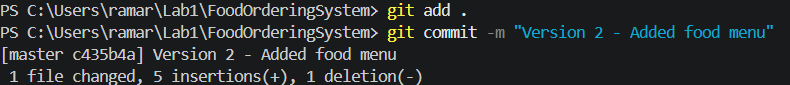 PS C:\Users\ramar\Lab1\FoodOrderingSystem> git add .
PS C:\Users\ramar\Lab1\FoodOrderingSystem> git commit -m "Version 2 - Added food menu"
[master c435b4a] Version 2 - Added food menu
 1 file changed, 5 insertions(+), 1 deletion(-)